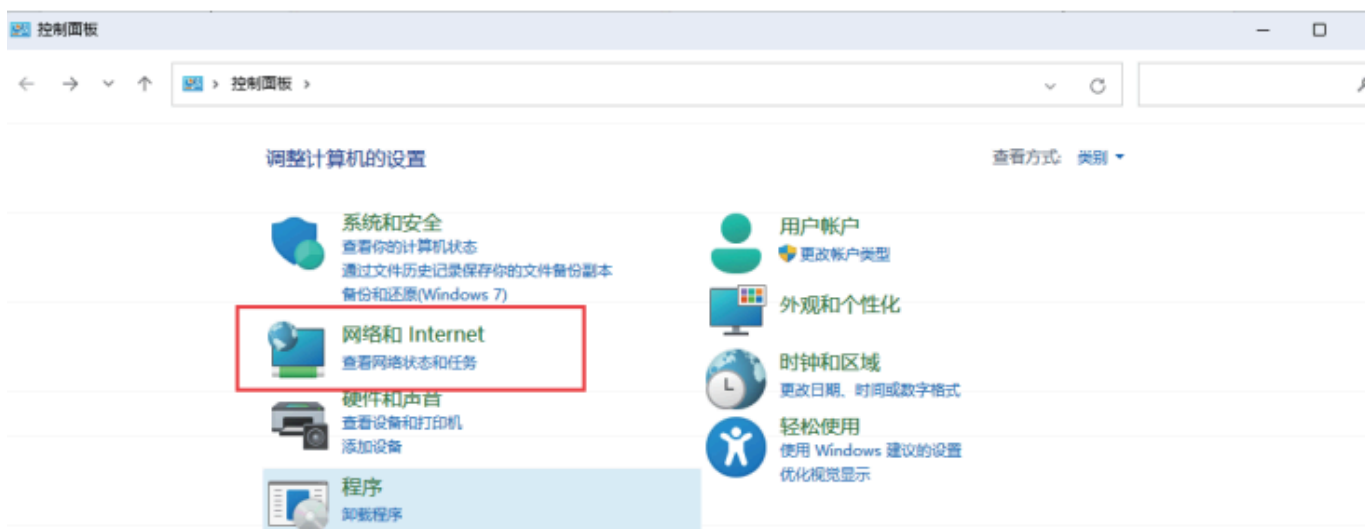 控制面板
控制面板
调整计算机的设置
查看方式: 类别
系统和安全
查看你的计算机状态
通过文件历史记录保存你的文件备份副本
备份和还原(Windows 7)
网络和 Internet
查看网络状态和任务
硬件和声音
查看设备和打印机
添加设备
程序
卸载程序
用户帐户
更改帐户类型
外观和个性化
时钟和区域
更改日期、时间或数字格式
轻松使用
使用 Windows 建议的设置
优化视觉显示